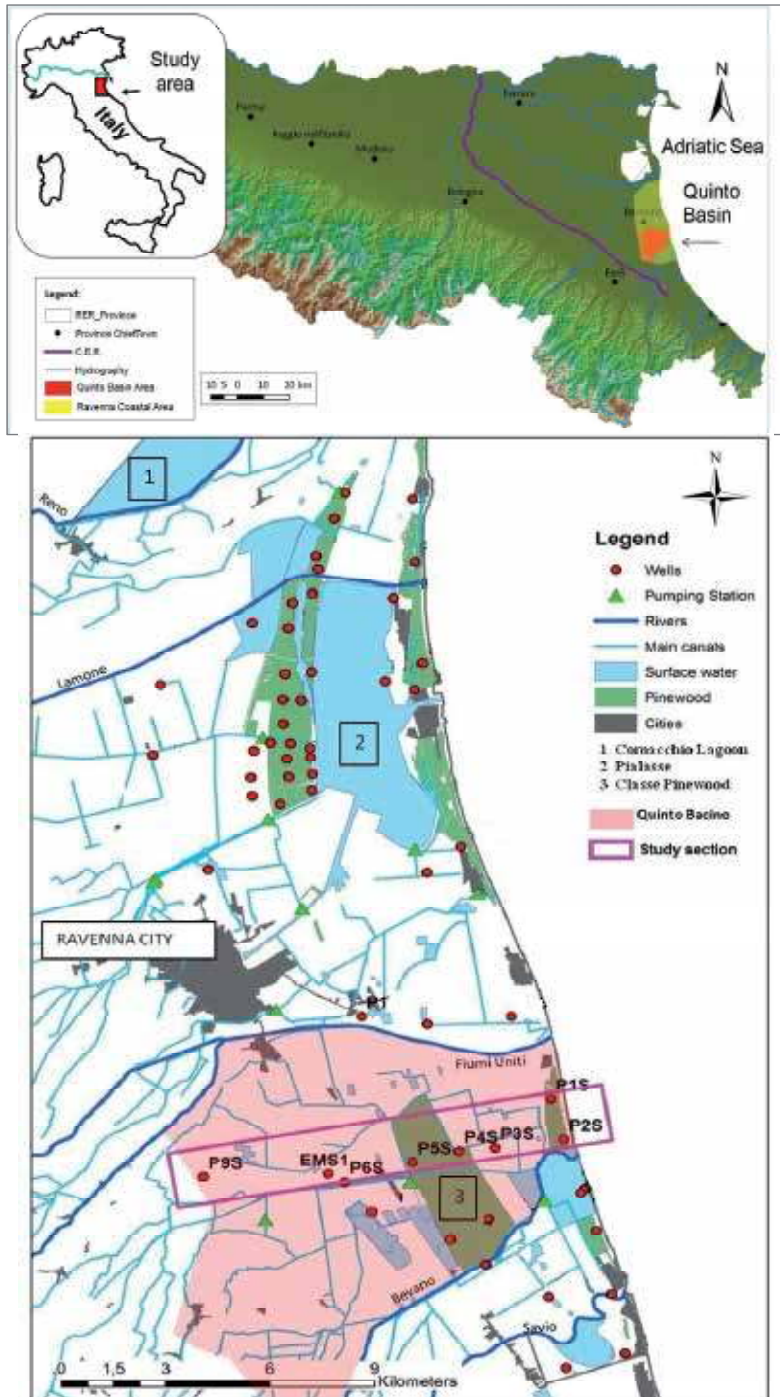 Study
area
Italy
N
Adriatic Sea
Quinto
Basin
Parma
Reggio nell'Emilia
Modena
Bologna
Ferrara
Forlì
Legend:
RER_Province
Province ChiefTown
C.E.R.
Hydrography
Quinto Basin Area
Ravenna Coastal Area
10 5 0 10 20 km
N
1
Reno
Lamone
2
Legend
Wells
Pumping Station
Rivers
Main canals
Surface water
Pinewood
Cities
1 Comacchio Lagoon
2 Pialasse
3 Classe Pinewood
Quinto Bacino
Study section
RAVENNA CITY
P1
Fiumi Uniti
P1S
P2S
P3S
P4S
P5S
P6S
EMS1
P9S
3
Bevano
Savio
0 1,5 3 6 9
Kilometers